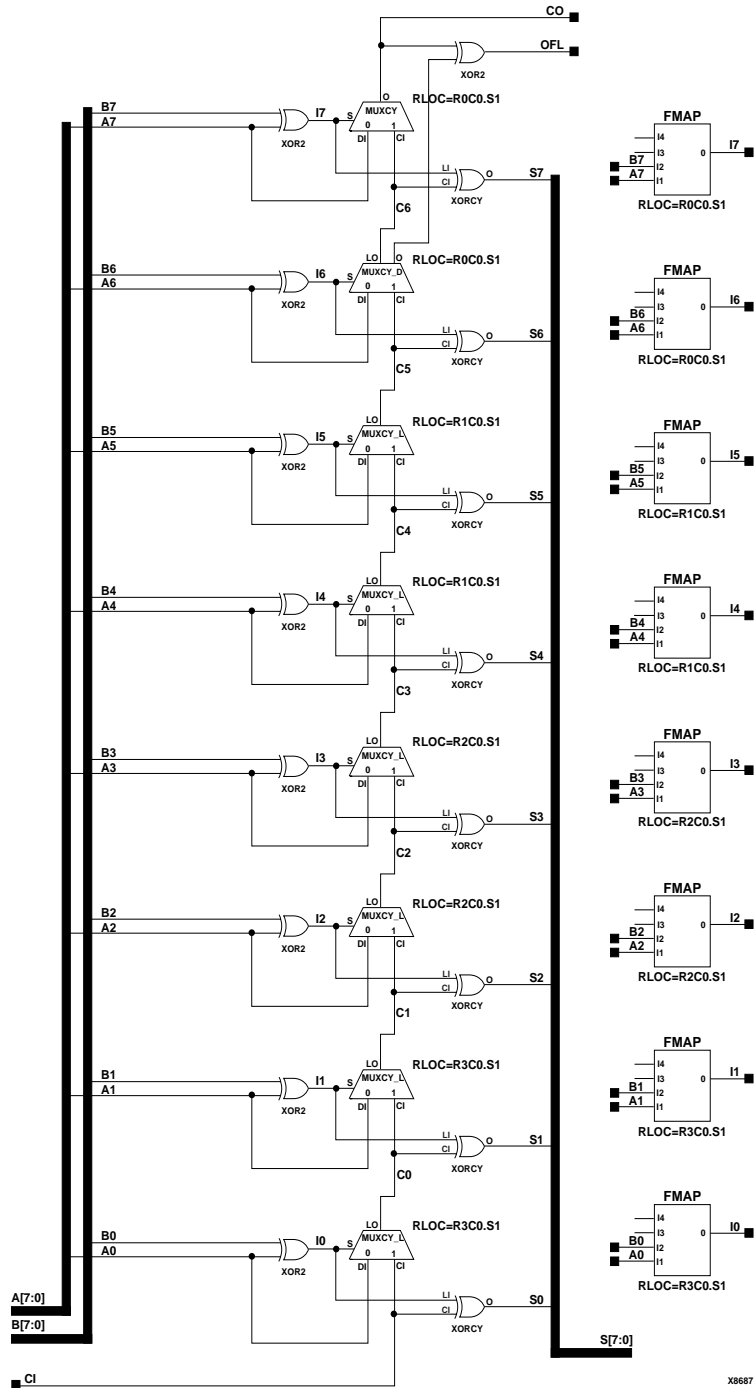 CO
OFL
XOR2
O
RLOC=R0C0.S1
FMAP
B7
A7
XOR2
I7
S
MUXCY
0 1
DI CI
I4
I3
B7 I2
A7 I1
0
I7
RLOC=R0C0.S1
LI
CI
O
XORCY
S7
C6
LO O
RLOC=R0C0.S1
FMAP
B6
A6
XOR2
I6
S
MUXCY_D
0 1
DI CI
I4
I3
B6 I2
A6 I1
0
I6
RLOC=R0C0.S1
LI
CI
O
XORCY
S6
C5
LO
RLOC=R1C0.S1
FMAP
B5
A5
XOR2
I5
S
MUXCY_L
0 1
DI CI
I4
I3
B5 I2
A5 I1
0
I5
RLOC=R1C0.S1
LI
CI
O
XORCY
S5
C4
LO
RLOC=R1C0.S1
FMAP
B4
A4
XOR2
I4
S
MUXCY_L
0 1
DI CI
I4
I3
B4 I2
A4 I1
0
I4
RLOC=R1C0.S1
LI
CI
O
XORCY
S4
C3
LO
RLOC=R2C0.S1
FMAP
B3
A3
XOR2
I3
S
MUXCY_L
0 1
DI CI
I4
I3
B3 I2
A3 I1
0
I3
RLOC=R2C0.S1
LI
CI
O
XORCY
S3
C2
LO
RLOC=R2C0.S1
FMAP
B2
A2
XOR2
I2
S
MUXCY_L
0 1
DI CI
I4
I3
B2 I2
A2 I1
0
I2
RLOC=R2C0.S1
LI
CI
O
XORCY
S2
C1
LO
RLOC=R3C0.S1
FMAP
B1
A1
XOR2
I1
S
MUXCY_L
0 1
DI CI
I4
I3
B1 I2
A1 I1
0
I1
RLOC=R3C0.S1
LI
CI
O
XORCY
S1
C0
LO
RLOC=R3C0.S1
FMAP
B0
A0
XOR2
I0
S
MUXCY_L
0 1
DI CI
I4
I3
B0 I2
A0 I1
0
I0
RLOC=R3C0.S1
LI
CI
O
XORCY
S0
A[7:0]
B[7:0]
S[7:0]
CI
X8687